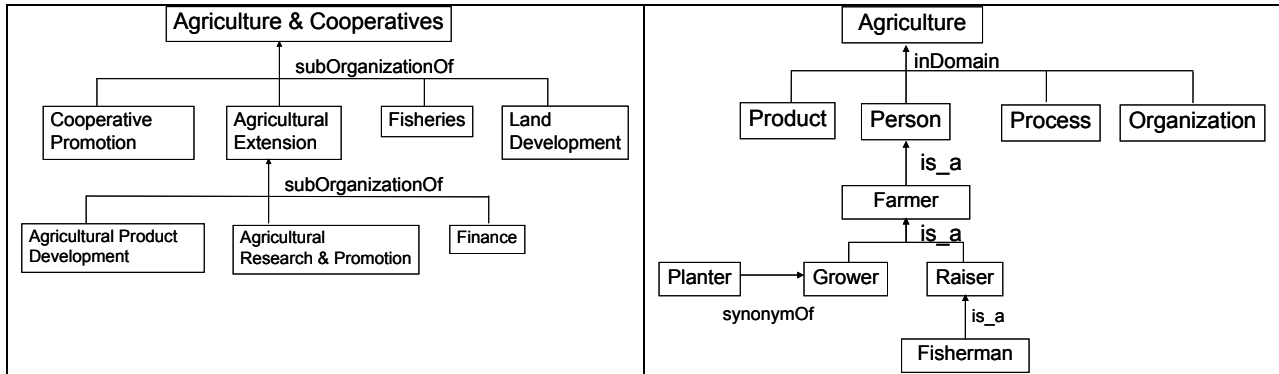 Agriculture & Cooperatives
subOrganizationOf
Cooperative
Promotion
Agricultural
Extension
Fisheries
Land
Development
subOrganizationOf
Agricultural Product
Development
Agricultural
Research & Promotion
Finance
Agriculture
inDomain
Product
Person
Process
Organization
is_a
Farmer
is_a
Planter
Grower
Raiser
synonymOf
is_a
Fisherman